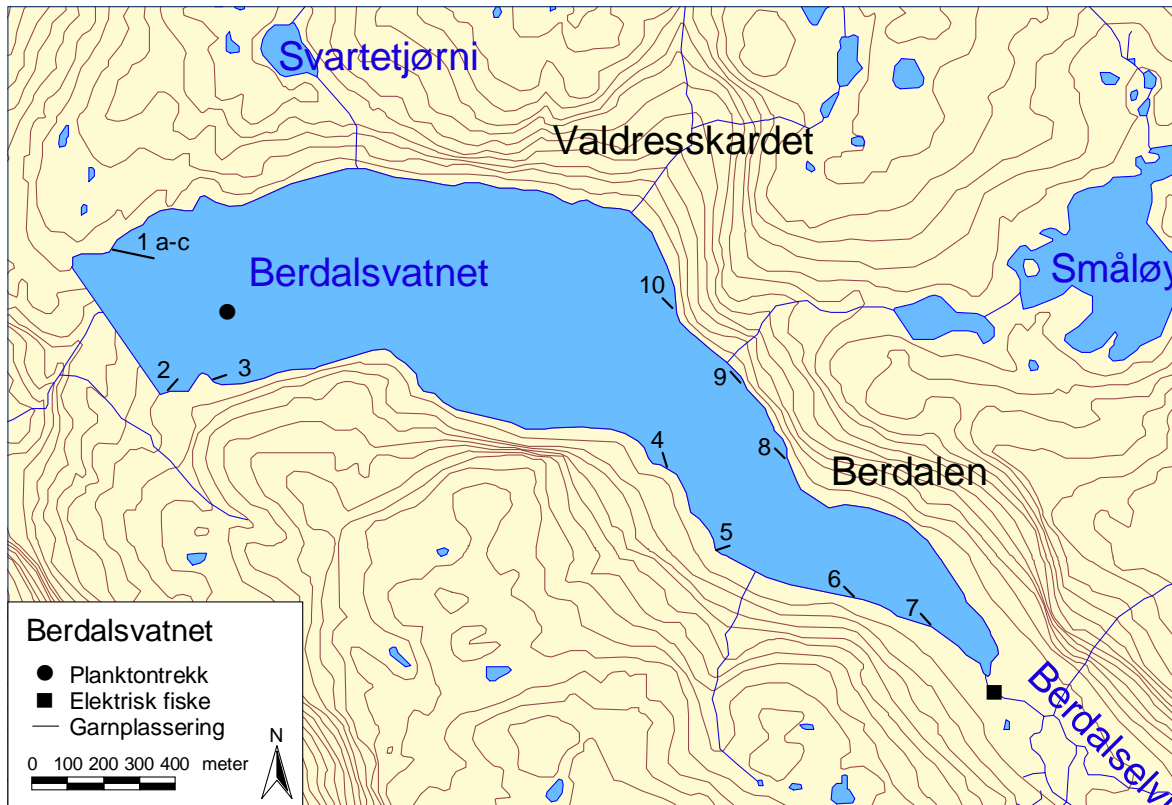 Svartetjørni
Valdresskardet
1 a-c
Berdalsvatnet
Småløy
10
2
3
9
8
4
Berdalen
5
6
7
Berdalselv
Berdalsvatnet
Planktontrekk
Elektrisk fiske
Garnplassering
N
0 100 200 300 400 meter